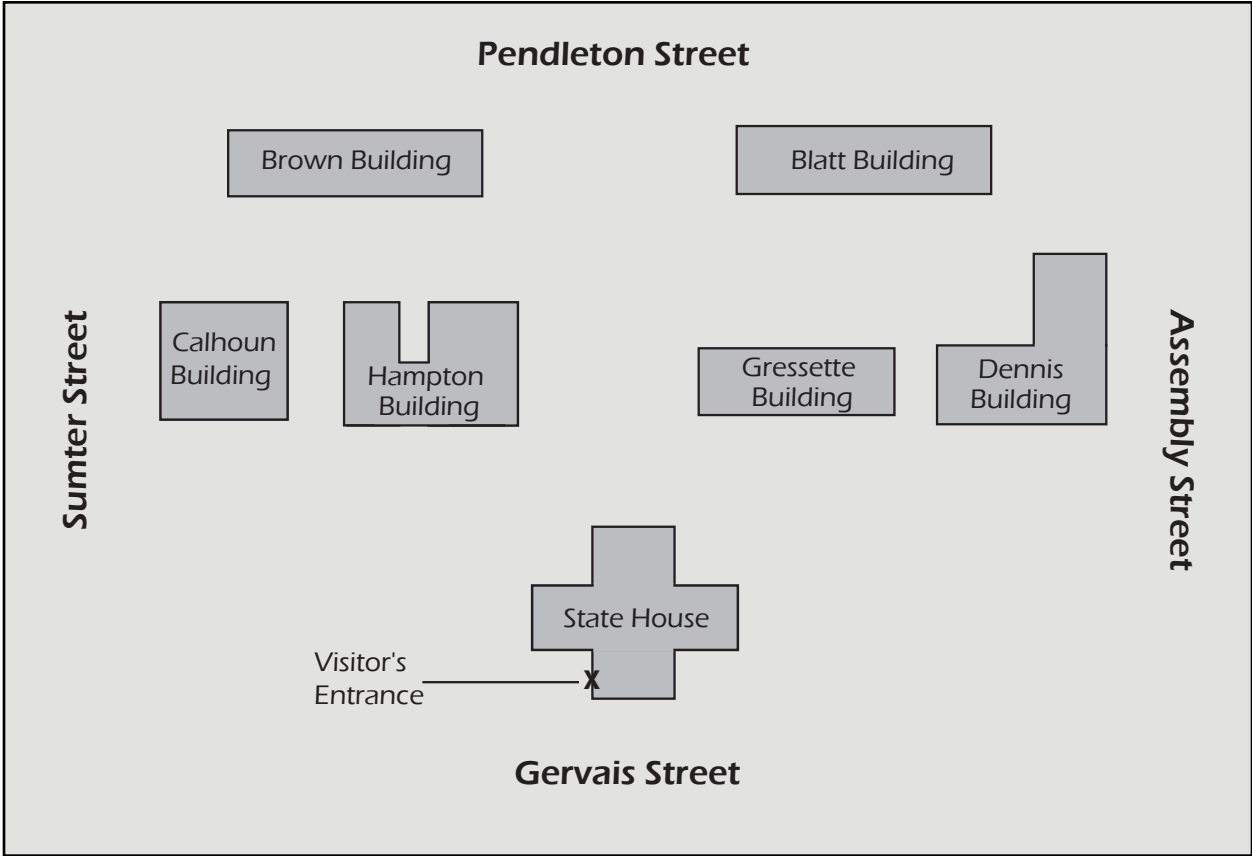 Pendleton Street
Brown Building
Blatt Building
Sumter Street
Calhoun
Building
Hampton
Building
Gressette
Building
Dennis
Building
Assembly Street
State House
Visitor's
Entrance
X
Gervais Street